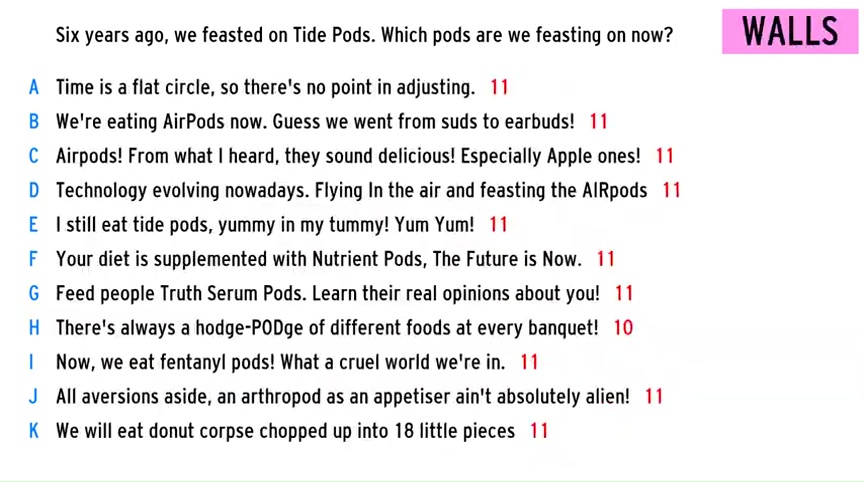 Six years ago, we feasted on Tide Pods. Which pods are we feasting on now?
WALLS
A Time is a flat circle, so there's no point in adjusting. 11
B We're eating AirPods now. Guess we went from suds to earbuds! 11
C Airpods! From what I heard, they sound delicious! Especially Apple ones! 11
D Technology evolving nowadays. Flying In the air and feasting the AIRpods 11
E I still eat tide pods, yummy in my tummy! Yum Yum! 11
F Your diet is supplemented with Nutrient Pods, The Future is Now. 11
G Feed people Truth Serum Pods. Learn their real opinions about you! 11
H There's always a hodge-PODge of different foods at every banquet! 10
I Now, we eat fentanyl pods! What a cruel world we're in. 11
J All aversions aside, an arthropod as an appetiser ain't absolutely alien! 11
K We will eat donut corpse chopped up into 18 little pieces 11